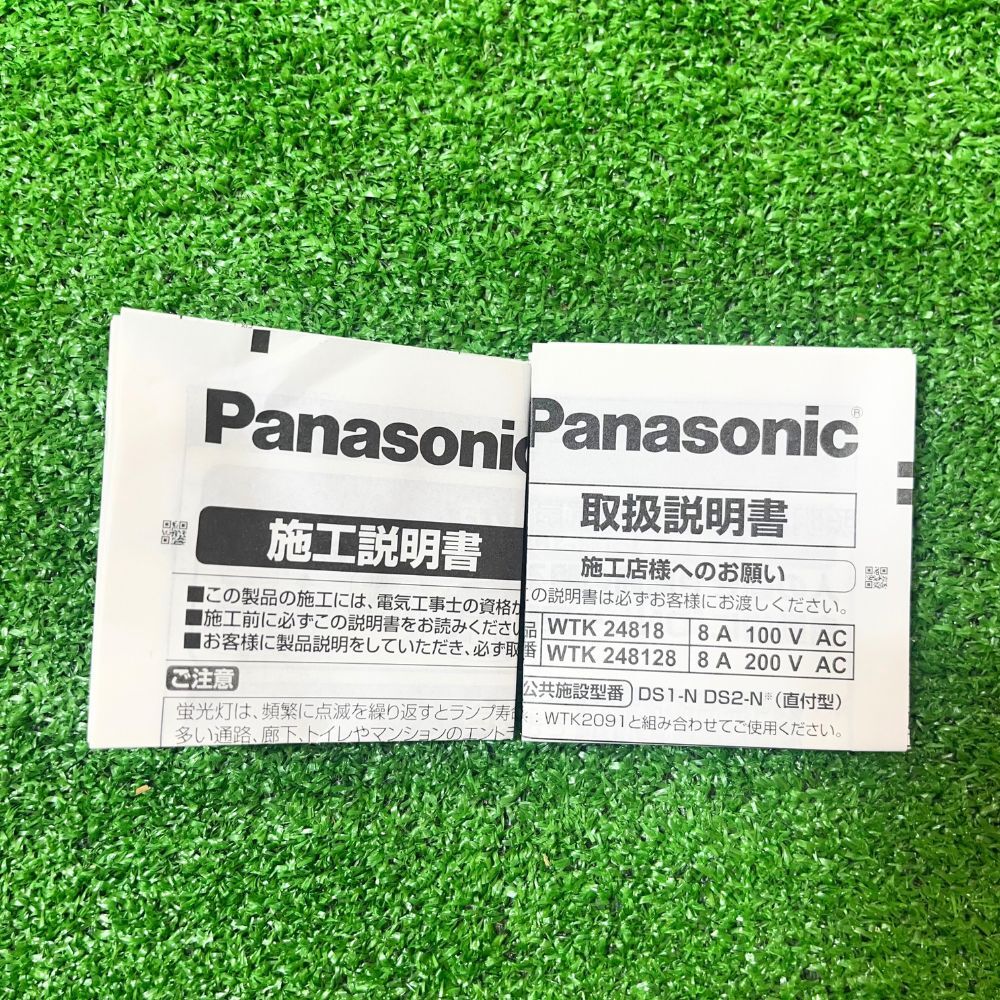 Panasonic
施工説明書
■この製品の施工には、電気工事士の資格が
■施工前に必ずこの説明書をお読みくださ
■お客様に製品説明をしていただき、必ず取
ご注意
蛍光灯は、頻繁に点滅を繰り返すとランプ寿命
多い通路、廊下、トイレやマンションのエントラ
Panasonic®
取扱説明書
施工店様へのお願い
の説明書は必ずお客様にお渡しください。
品番 WTK 24818 8 A 100 V AC
WTK 248128 8 A 200 V AC
公共施設型番 DS1-N DS2-N※(直付型)
※:WTK2091と組み合わせてご使用ください。